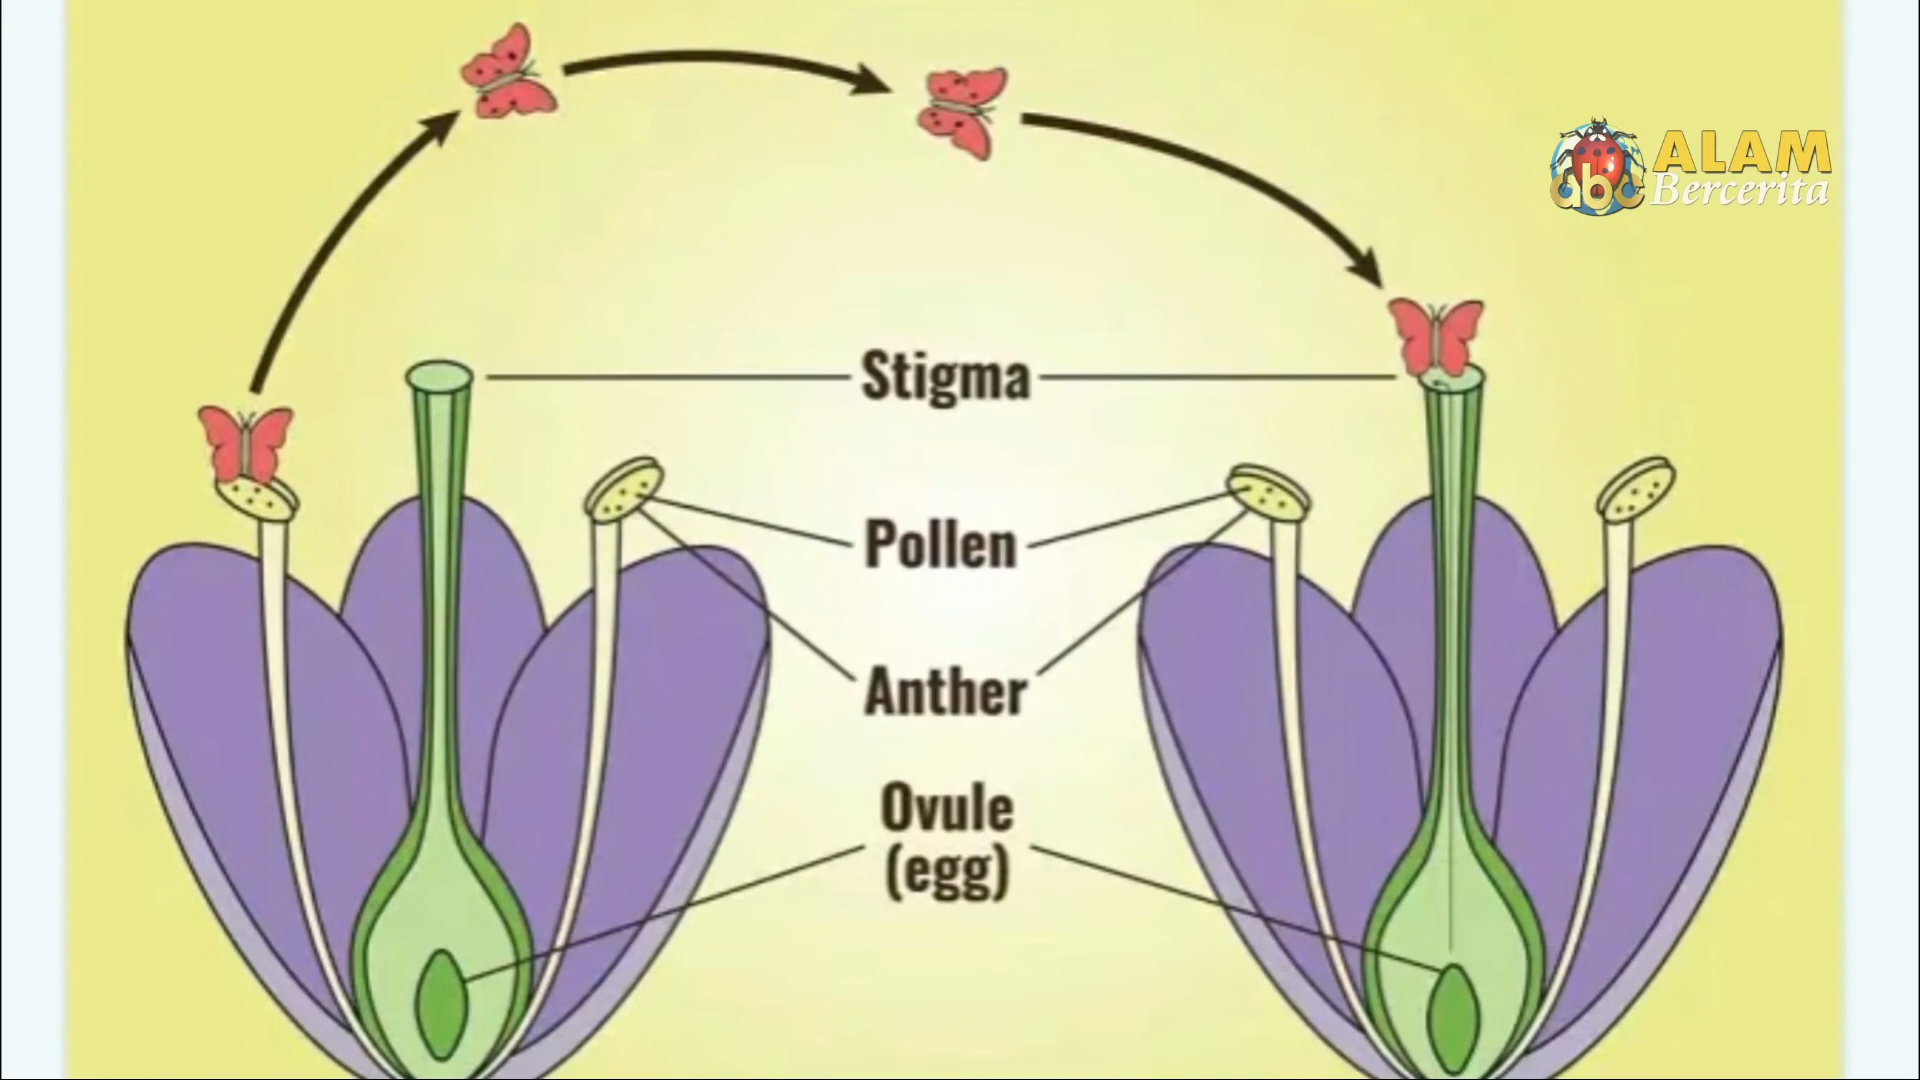 abc ALAM
Bercerita
Stigma
Pollen
Anther
Ovule
(egg)